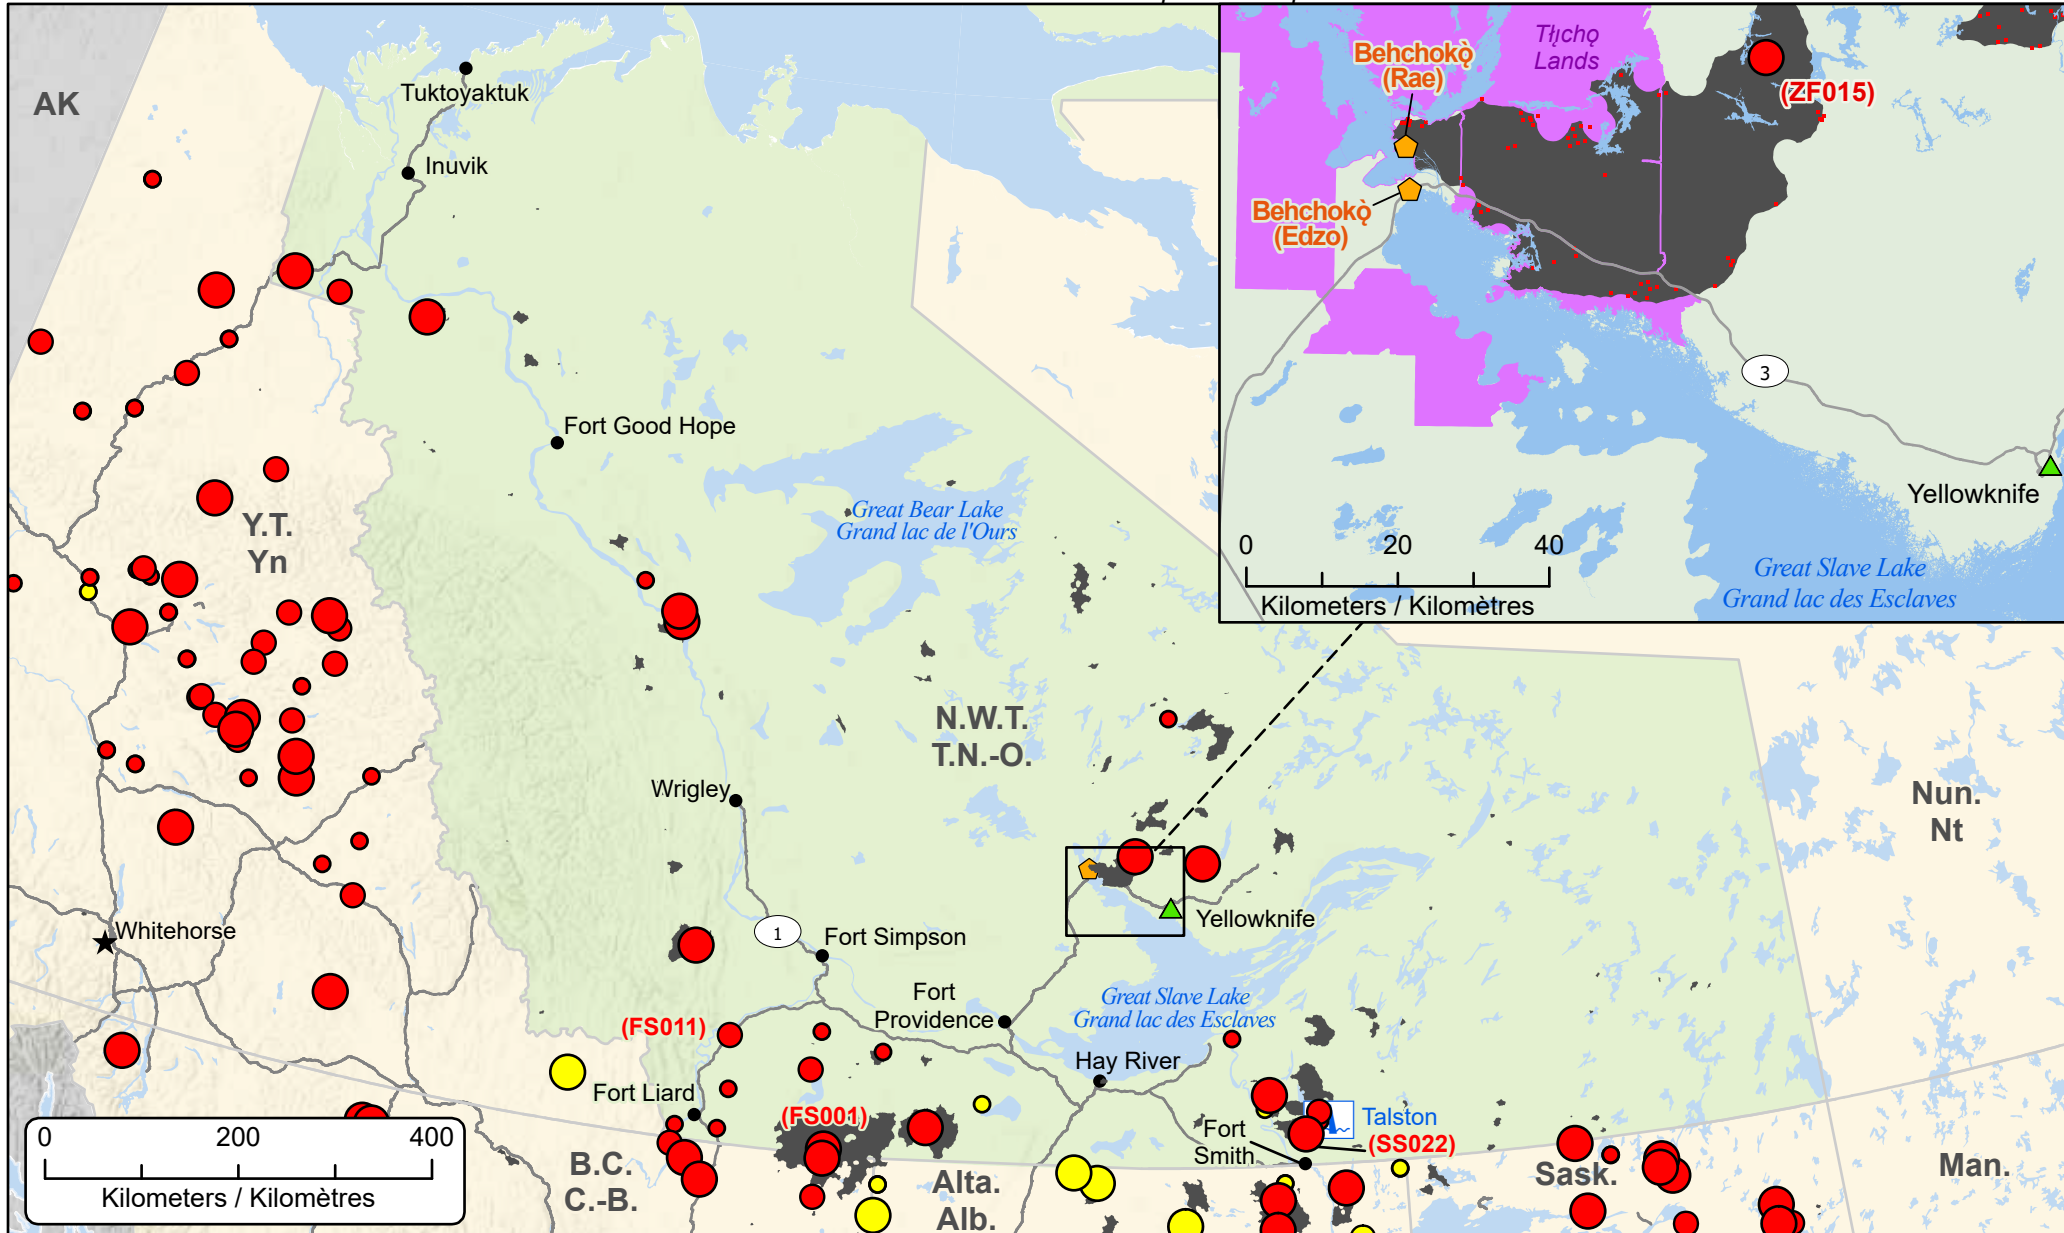 AK
Tuktoyaktuk
Inuvik
Behchokǫ̀
(Rae)
Tłı̨chǫ
Lands
(ZF015)
Behchokǫ̀
(Edzo)
3
Yellowknife
0 20 40
Kilometers / Kilomètres
Great Slave Lake
Grand lac des Esclaves
Fort Good Hope
Great Bear Lake
Grand lac de l'Ours
Y.T.
Yn
N.W.T.
T.N.-O.
Wrigley
Nun.
Nt
Whitehorse
1
Fort Simpson
Yellowknife
Fort
Providence
Great Slave Lake
Grand lac des Esclaves
(FS011)
Hay River
Fort Liard
(FS001)
Talston
(SS022)
Fort
Smith
0 200 400
Kilometers / Kilomètres
B.C.
C.-B.
Alta.
Alb.
Sask.
Man.